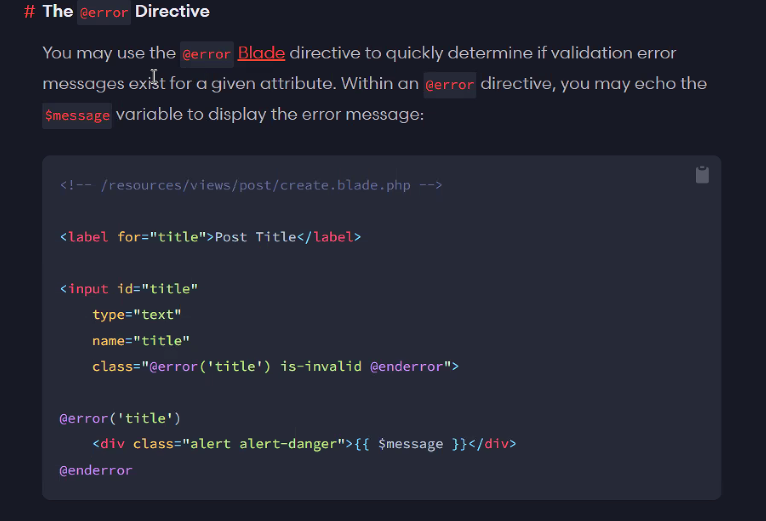 # The @error Directive
You may use the @error Blade directive to quickly determine if validation error
messages exist for a given attribute. Within an @error directive, you may echo the
$message variable to display the error message:
<!-- /resources/views/post/create.blade.php -->
<label for="title">Post Title</label>
<input id="title"
    type="text"
    name="title"
    class="@error('title') is-invalid @enderror">
@error('title')
    <div class="alert alert-danger">{{ $message }}</div>
@enderror